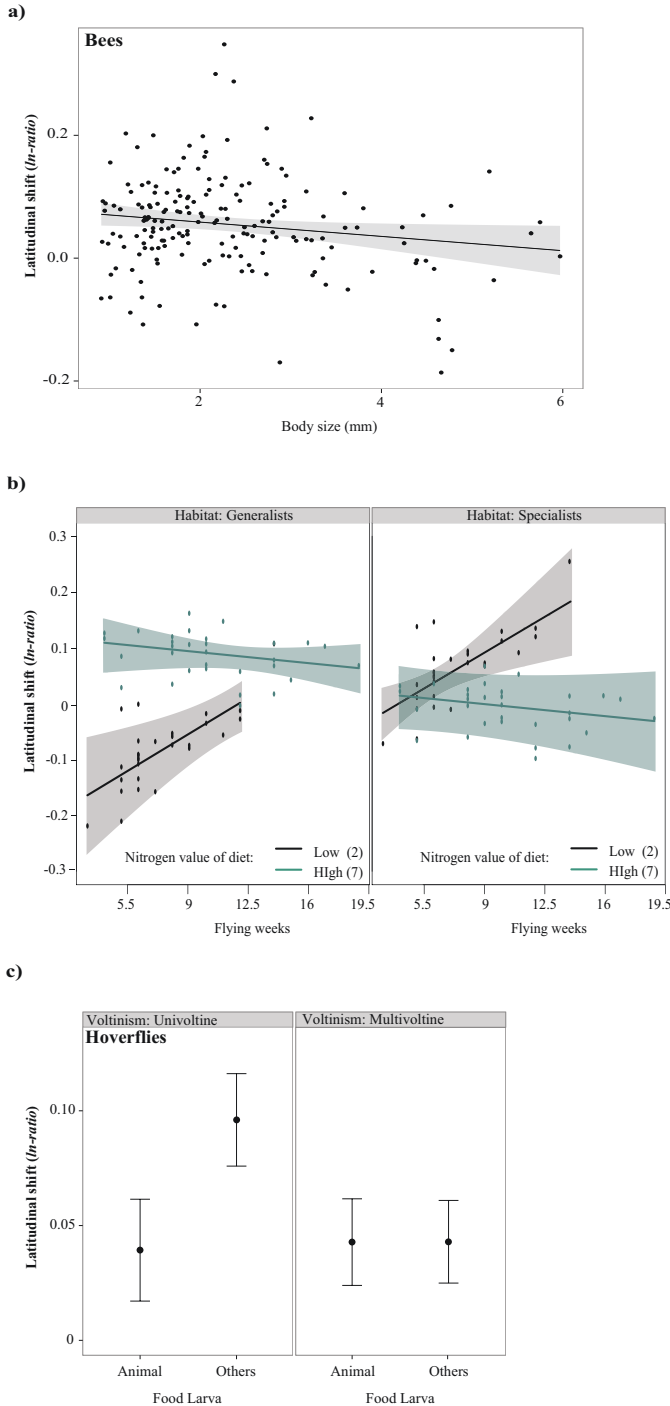 a)
Bees
Latitudinal shift (ln-ratio)
0.2
0.0
-0.2
2 4 6
Body size (mm)
b)
Habitat: Generalists Habitat: Specialists
Latitudinal shift (ln-ratio)
0.3
0.2
0.1
0
-0.1
-0.2
-0.3
Nitrogen value of diet: Low (2) Nitrogen value of diet: Low (2)
HIgh (7) HIgh (7)
5.5 9 12.5 16 19.5 5.5 9 12.5 16 19.5
Flying weeks Flying weeks
c)
Voltinism: Univoltine Voltinism: Multivoltine
Hoverflies
Latitudinal shift (ln-ratio)
0.10
0.05
0
Animal Others Animal Others
Food Larva Food Larva